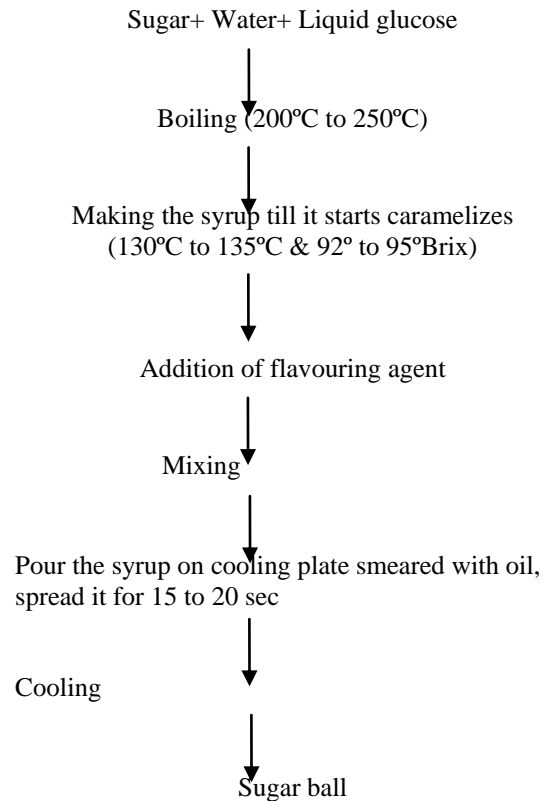 Sugar+ Water+ Liquid glucose
Boiling (200ºC to 250ºC)
Making the syrup till it starts caramelizes
(130ºC to 135ºC & 92º to 95ºBrix)
Addition of flavouring agent
Mixing
Pour the syrup on cooling plate smeared with oil,
spread it for 15 to 20 sec
Cooling
Sugar ball